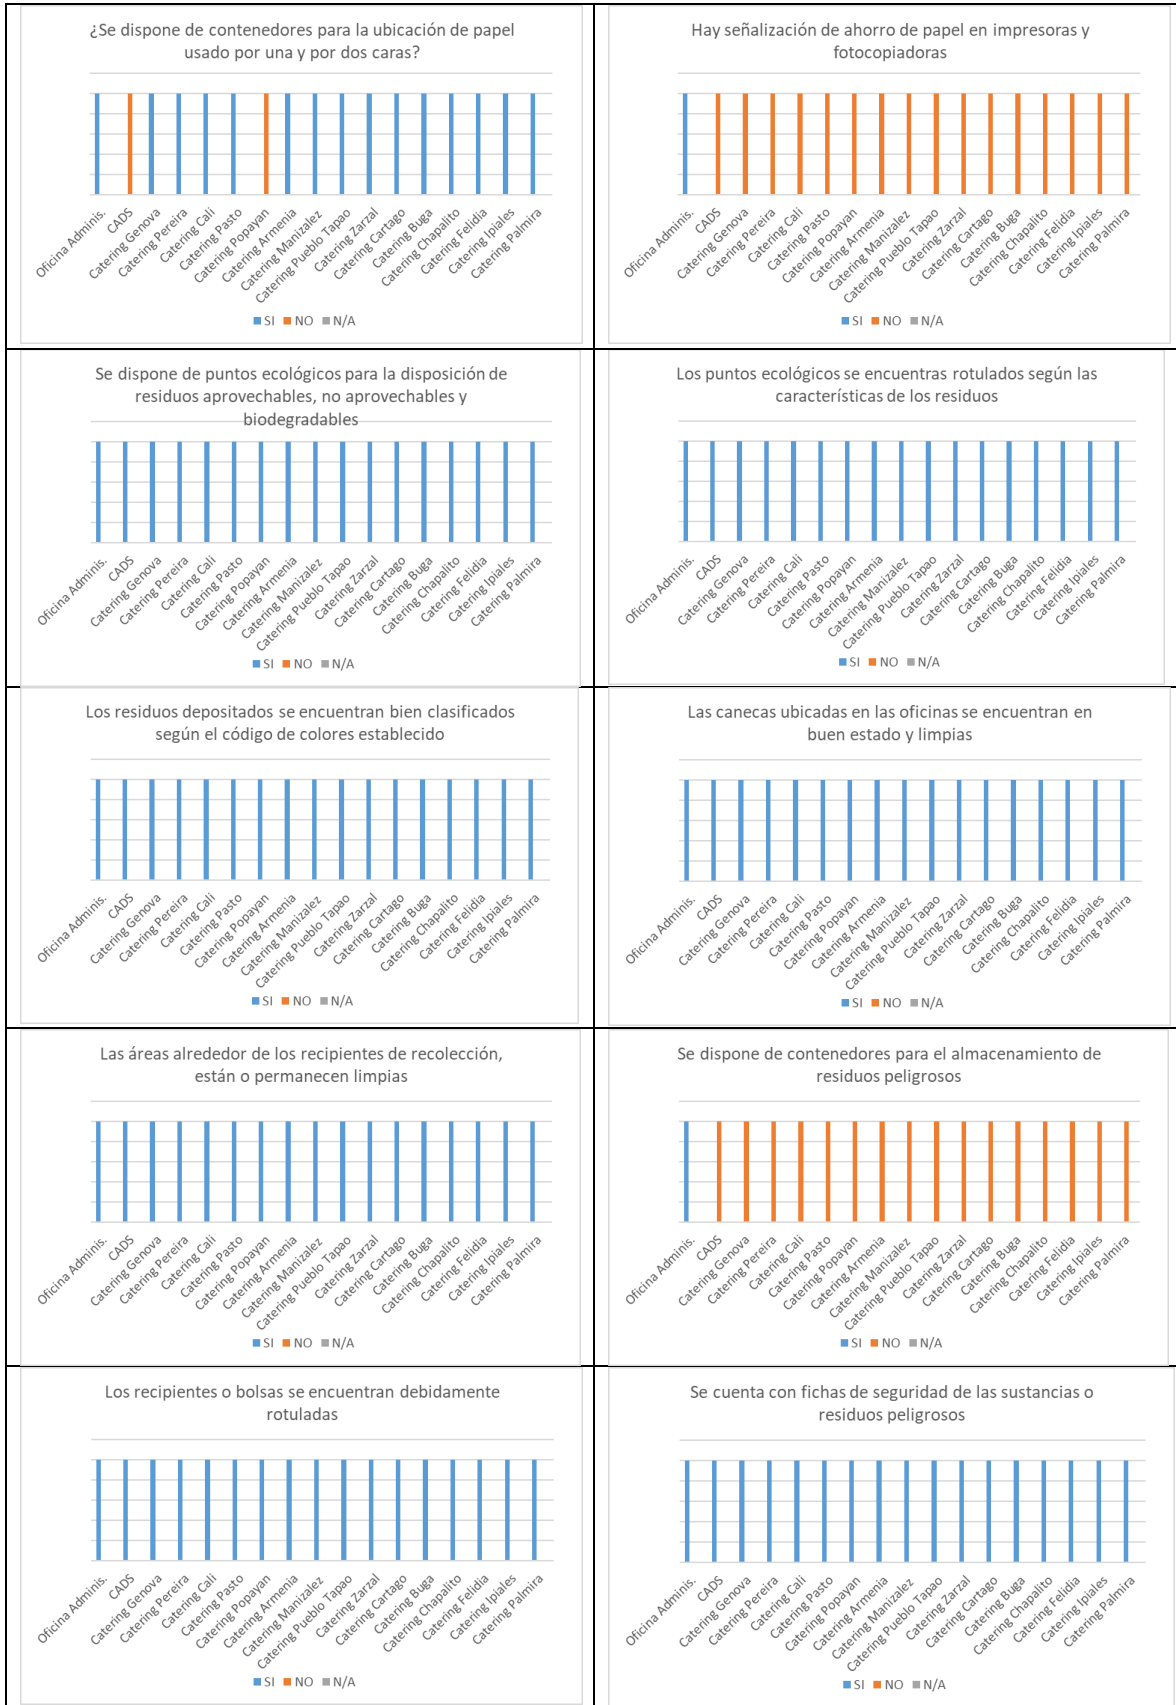 ¿Se dispone de contenedores para la ubicación de papel
usado por una y por dos caras?
Oficina Adminis.
CADS
Catering Genova
Catering Pereira
Catering Cali
Catering Pasto
Catering Popayan
Catering Armenia
Catering Manizalez
Catering Pueblo Tapao
Catering Zarzal
Catering Cartago
Catering Buga
Catering Chapalito
Catering Felidia
Catering Ipiales
Catering Palmira
SI NO N/A
Hay señalización de ahorro de papel en impresoras y
fotocopiadoras
Oficina Adminis.
CADS
Catering Genova
Catering Pereira
Catering Cali
Catering Pasto
Catering Popayan
Catering Armenia
Catering Manizalez
Catering Pueblo Tapao
Catering Zarzal
Catering Cartago
Catering Buga
Catering Chapalito
Catering Felidia
Catering Ipiales
Catering Palmira
SI NO N/A
Se dispone de puntos ecológicos para la disposición de
residuos aprovechables, no aprovechables y
biodegradables
Oficina Adminis.
CADS
Catering Genova
Catering Pereira
Catering Cali
Catering Pasto
Catering Popayan
Catering Armenia
Catering Manizalez
Catering Pueblo Tapao
Catering Zarzal
Catering Cartago
Catering Buga
Catering Chapalito
Catering Felidia
Catering Ipiales
Catering Palmira
SI NO N/A
Los puntos ecológicos se encuentras rotulados según las
características de los residuos
Oficina Adminis.
CADS
Catering Genova
Catering Pereira
Catering Cali
Catering Pasto
Catering Popayan
Catering Armenia
Catering Manizalez
Catering Pueblo Tapao
Catering Zarzal
Catering Cartago
Catering Buga
Catering Chapalito
Catering Felidia
Catering Ipiales
Catering Palmira
SI NO N/A
Los residuos depositados se encuentran bien clasificados
según el código de colores establecido
Oficina Adminis.
CADS
Catering Genova
Catering Pereira
Catering Cali
Catering Pasto
Catering Popayan
Catering Armenia
Catering Manizalez
Catering Pueblo Tapao
Catering Zarzal
Catering Cartago
Catering Buga
Catering Chapalito
Catering Felidia
Catering Ipiales
Catering Palmira
SI NO N/A
Las canecas ubicadas en las oficinas se encuentran en
buen estado y limpias
Oficina Adminis.
CADS
Catering Genova
Catering Pereira
Catering Cali
Catering Pasto
Catering Popayan
Catering Armenia
Catering Manizalez
Catering Pueblo Tapao
Catering Zarzal
Catering Cartago
Catering Buga
Catering Chapalito
Catering Felidia
Catering Ipiales
Catering Palmira
SI NO N/A
Las áreas alrededor de los recipientes de recolección,
están o permanecen limpias
Oficina Adminis.
CADS
Catering Genova
Catering Pereira
Catering Cali
Catering Pasto
Catering Popayan
Catering Armenia
Catering Manizalez
Catering Pueblo Tapao
Catering Zarzal
Catering Cartago
Catering Buga
Catering Chapalito
Catering Felidia
Catering Ipiales
Catering Palmira
SI NO N/A
Se dispone de contenedores para el almacenamiento de
residuos peligrosos
Oficina Adminis.
CADS
Catering Genova
Catering Pereira
Catering Cali
Catering Pasto
Catering Popayan
Catering Armenia
Catering Manizalez
Catering Pueblo Tapao
Catering Zarzal
Catering Cartago
Catering Buga
Catering Chapalito
Catering Felidia
Catering Ipiales
Catering Palmira
SI NO N/A
Los recipientes o bolsas se encuentran debidamente
rotuladas
Oficina Adminis.
CADS
Catering Genova
Catering Pereira
Catering Cali
Catering Pasto
Catering Popayan
Catering Armenia
Catering Manizalez
Catering Pueblo Tapao
Catering Zarzal
Catering Cartago
Catering Buga
Catering Chapalito
Catering Felidia
Catering Ipiales
Catering Palmira
SI NO N/A
Se cuenta con fichas de seguridad de las sustancias o
residuos peligrosos
Oficina Adminis.
CADS
Catering Genova
Catering Pereira
Catering Cali
Catering Pasto
Catering Popayan
Catering Armenia
Catering Manizalez
Catering Pueblo Tapao
Catering Zarzal
Catering Cartago
Catering Buga
Catering Chapalito
Catering Felidia
Catering Ipiales
Catering Palmira
SI NO N/A